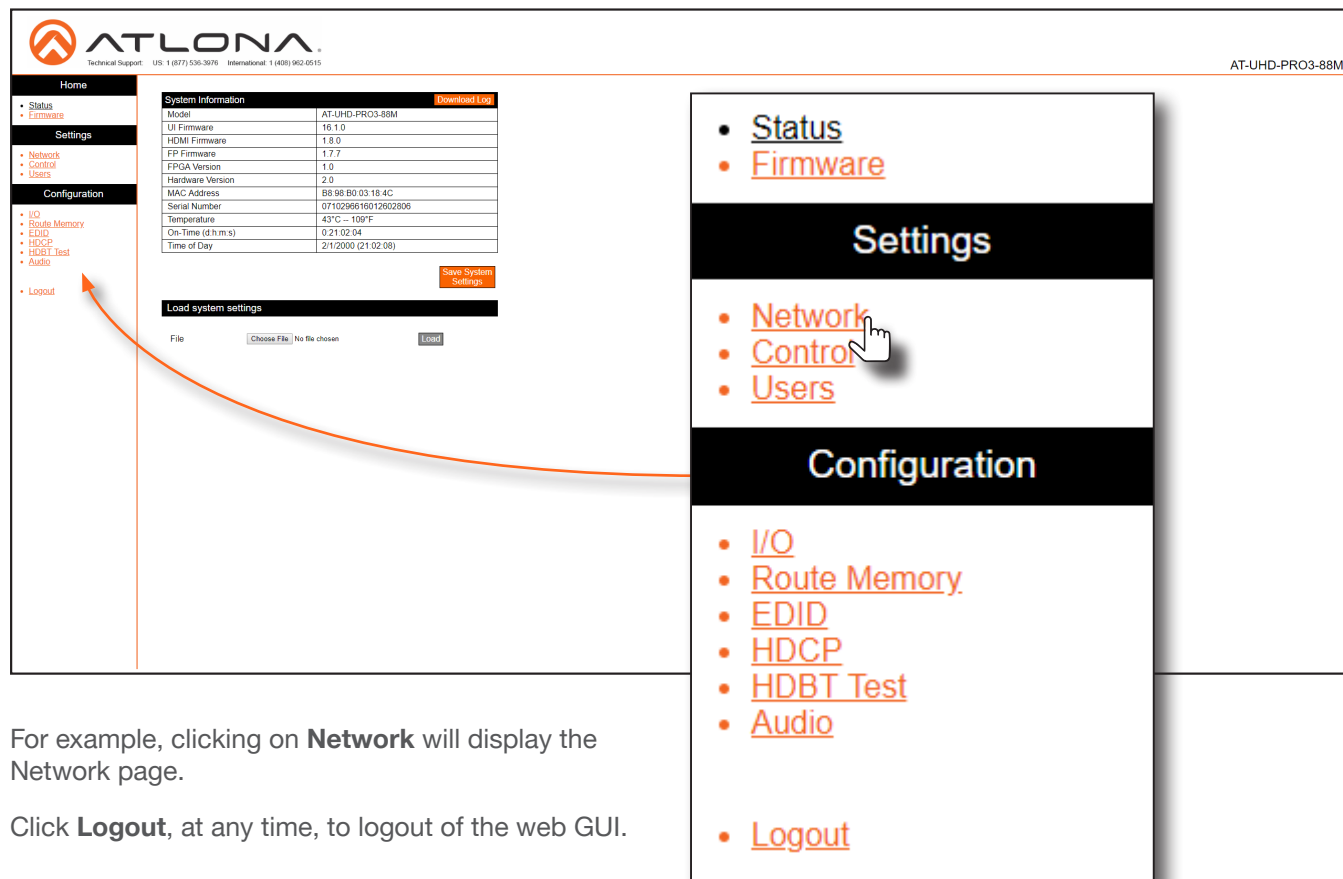 ATLONA.
Technical Support: US: 1 (877) 536-3976 International: 1 (408) 962-0515
AT-UHD-PRO3-88M
Home
• Status
• Firmware
Settings
• Network
• Control
• Users
Configuration
• I/O
• Route Memory
• EDID
• HDCP
• HDBT Test
• Audio
• Logout
System Information Download Log
Model AT-UHD-PRO3-88M
UI Firmware 16.1.0
HDMI Firmware 1.8.0
FP Firmware 1.7.7
FPGA Version 1.0
Hardware Version 2.0
MAC Address B8:98:B0:03:18:4C
Serial Number 0710296616012602806
Temperature 43°C -- 109°F
On-Time (d:h:m:s) 0:21:02:04
Time of Day 2/1/2000 (21:02:08)
Save System
Settings
Load system settings
File Choose File No file chosen Load
• Status
• Firmware
Settings
• Network
• Control
• Users
Configuration
• I/O
• Route Memory
• EDID
• HDCP
• HDBT Test
• Audio
• Logout
For example, clicking on Network will display the
Network page.
Click Logout, at any time, to logout of the web GUI.